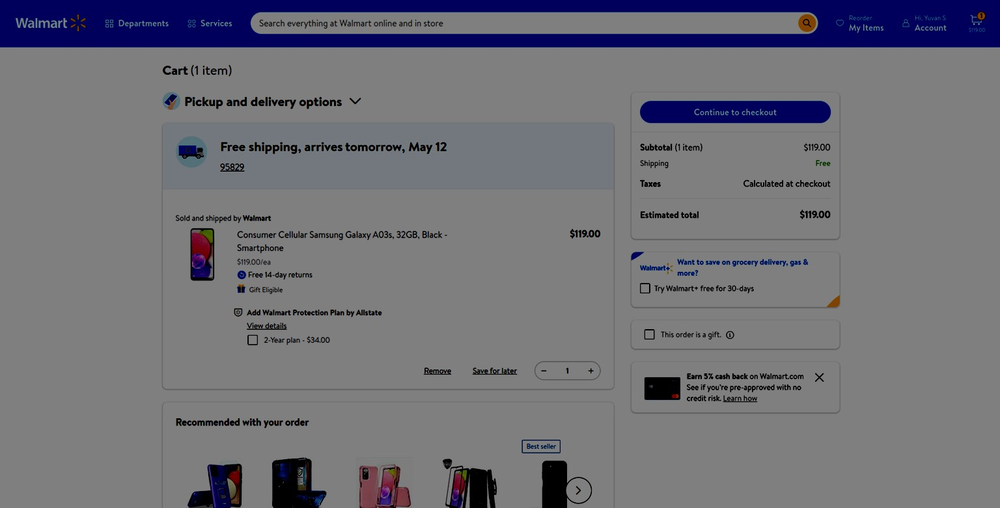 Walmart
Departments
Services
Search everything at Walmart online and in store
Reorder
My Items
Hi, Yuvan S
Account
1
$119.00
Cart (1 item)
Pickup and delivery options
Free shipping, arrives tomorrow, May 12
95829
Sold and shipped by Walmart
Consumer Cellular Samsung Galaxy A03s, 32GB, Black -
Smartphone
$119.00
$119.00/ea
Free 14-day returns
Gift Eligible
Add Walmart Protection Plan by Allstate
View details
2-Year plan - $34.00
Remove
Save for later
− 1 +
Recommended with your order
Best seller
Continue to checkout
Subtotal (1 item) $119.00
Shipping Free
Taxes Calculated at checkout
Estimated total $119.00
Walmart+
Want to save on grocery delivery, gas &
more?
Try Walmart+ free for 30-days
This order is a gift.
Earn 5% cash back on Walmart.com
See if you're pre-approved with no
credit risk. Learn how